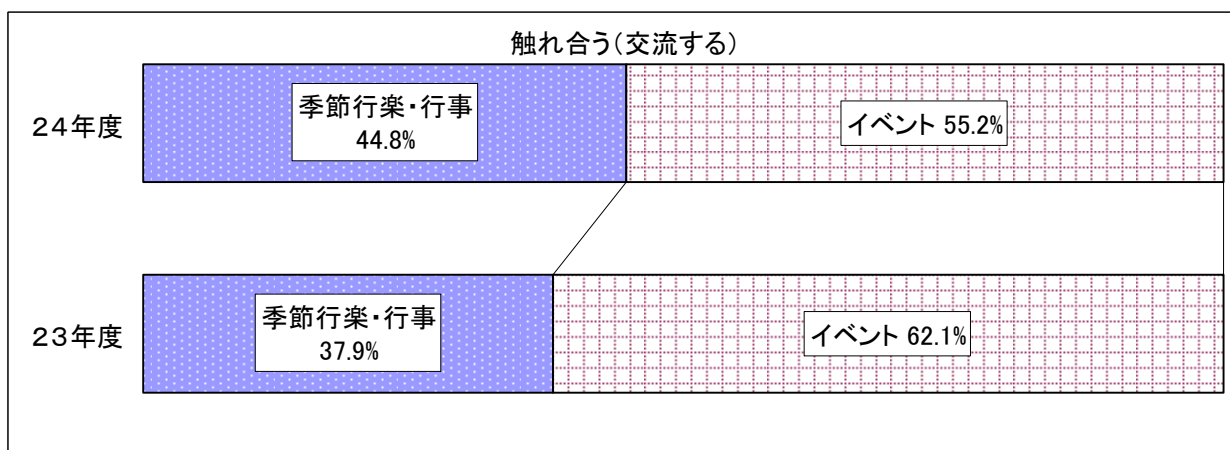 触れ合う(交流する)
24年度
季節行楽・行事
44.8%
イベント 55.2%
23年度
季節行楽・行事
37.9%
イベント 62.1%